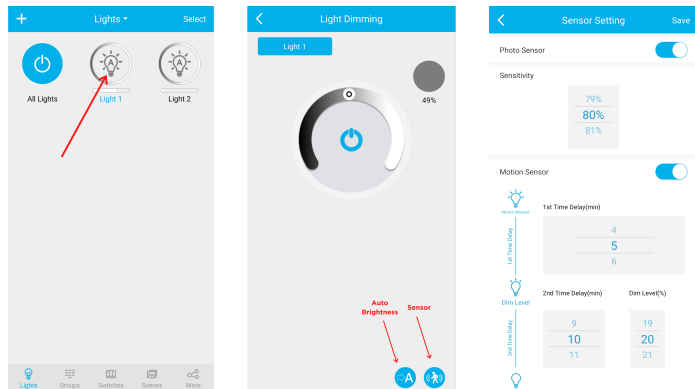 + Lights Select
A A
All Lights Light 1 Light 2
Lights Groups Switches Scenes More
Light Dimming
Light 1
49%
Auto
Brightness
Sensor
A
Sensor Setting Save
Photo Sensor
Sensitivity
79%
80%
81%
Motion Sensor
Motion Detected
1st Time Delay(min)
1st Time Delay
4
5
6
Dim Level
2nd Time Delay(min) Dim Level(%)
2nd Time Delay
9 19
10 20
11 21